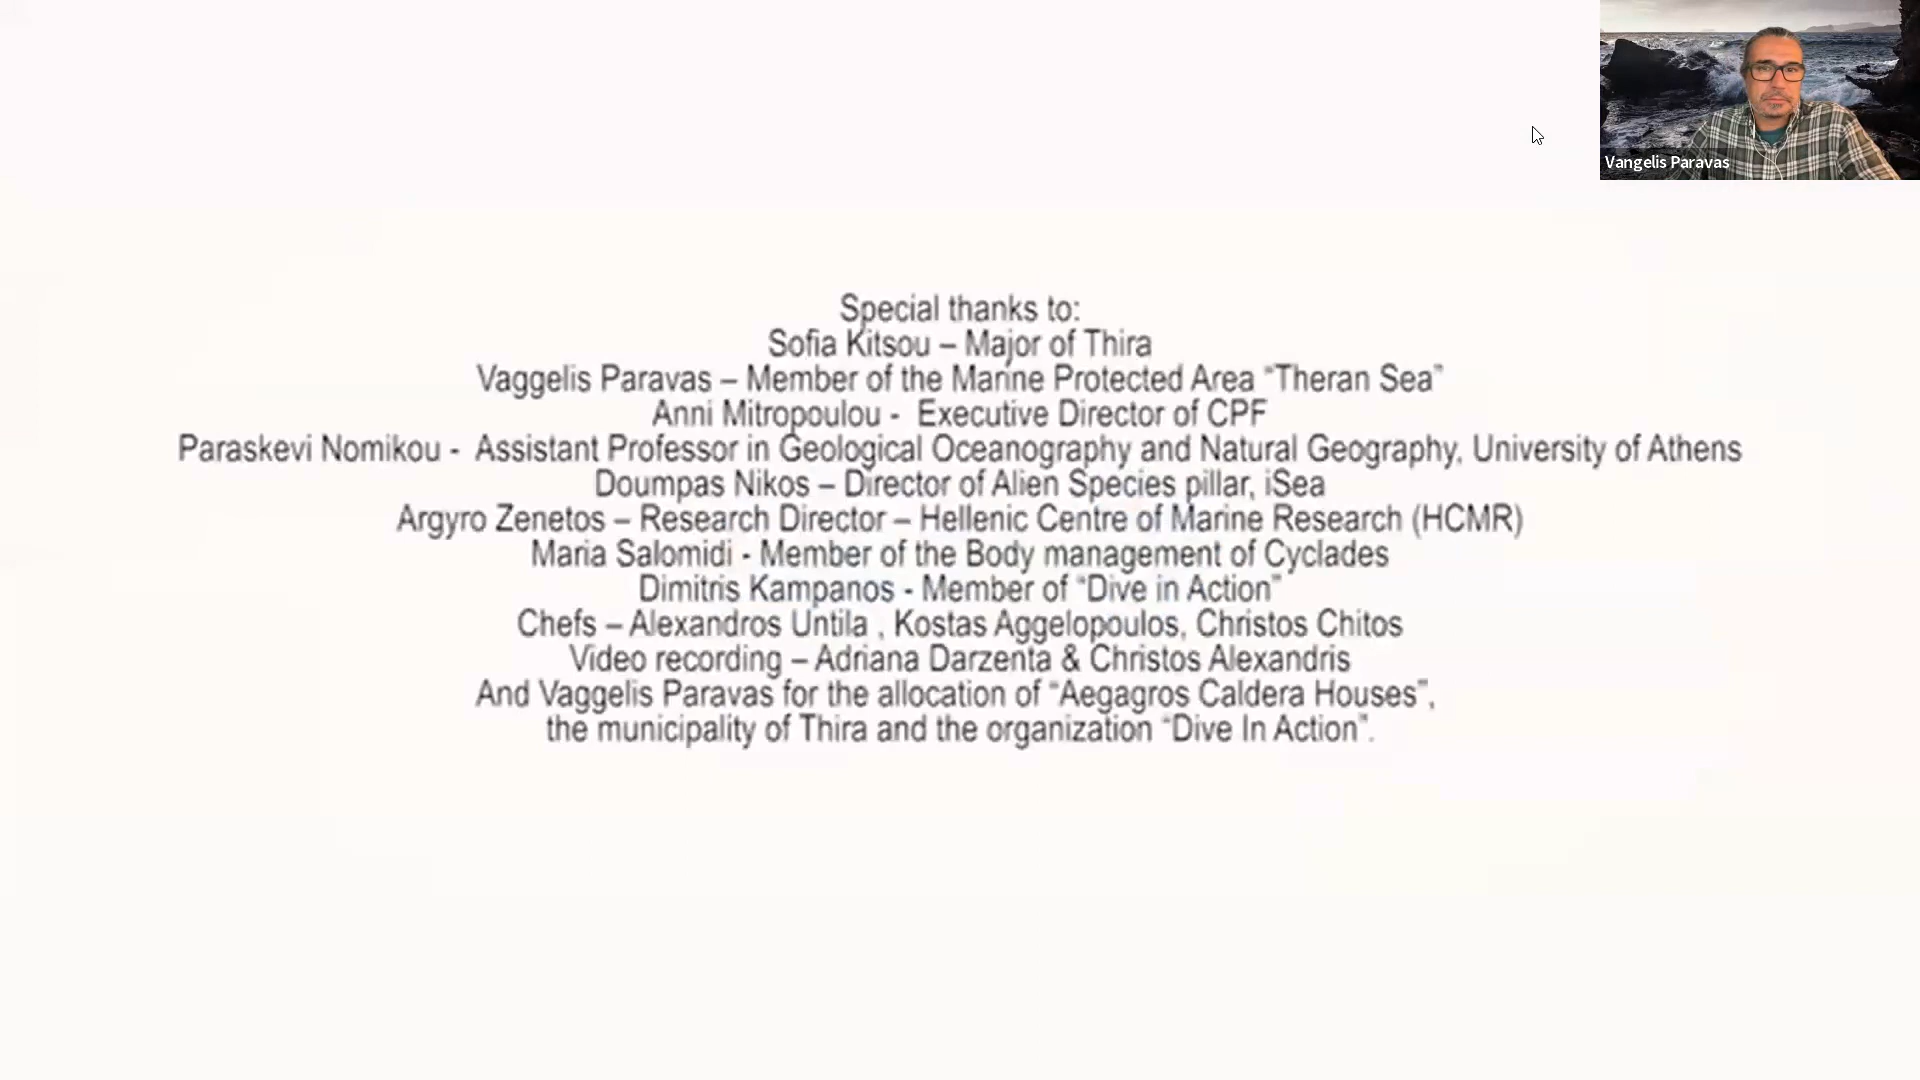 Vangelis Paravas
Special thanks to:
Sofia Kitsou – Major of Thira
Vaggelis Paravas – Member of the Marine Protected Area “Theran Sea”
Anni Mitropoulou - Executive Director of CPF
Paraskevi Nomikou - Assistant Professor in Geological Oceanography and Natural Geography, University of Athens
Doumpas Nikos – Director of Alien Species pillar, iSea
Argyro Zenetos – Research Director – Hellenic Centre of Marine Research (HCMR)
Maria Salomidi - Member of the Body management of Cyclades
Dimitris Kampanos - Member of “Dive in Action”
Chefs – Alexandros Untila , Kostas Aggelopoulos, Christos Chitos
Video recording – Adriana Darzenta & Christos Alexandris
And Vaggelis Paravas for the allocation of “Aegagros Caldera Houses”,
the municipality of Thira and the organization “Dive In Action”.